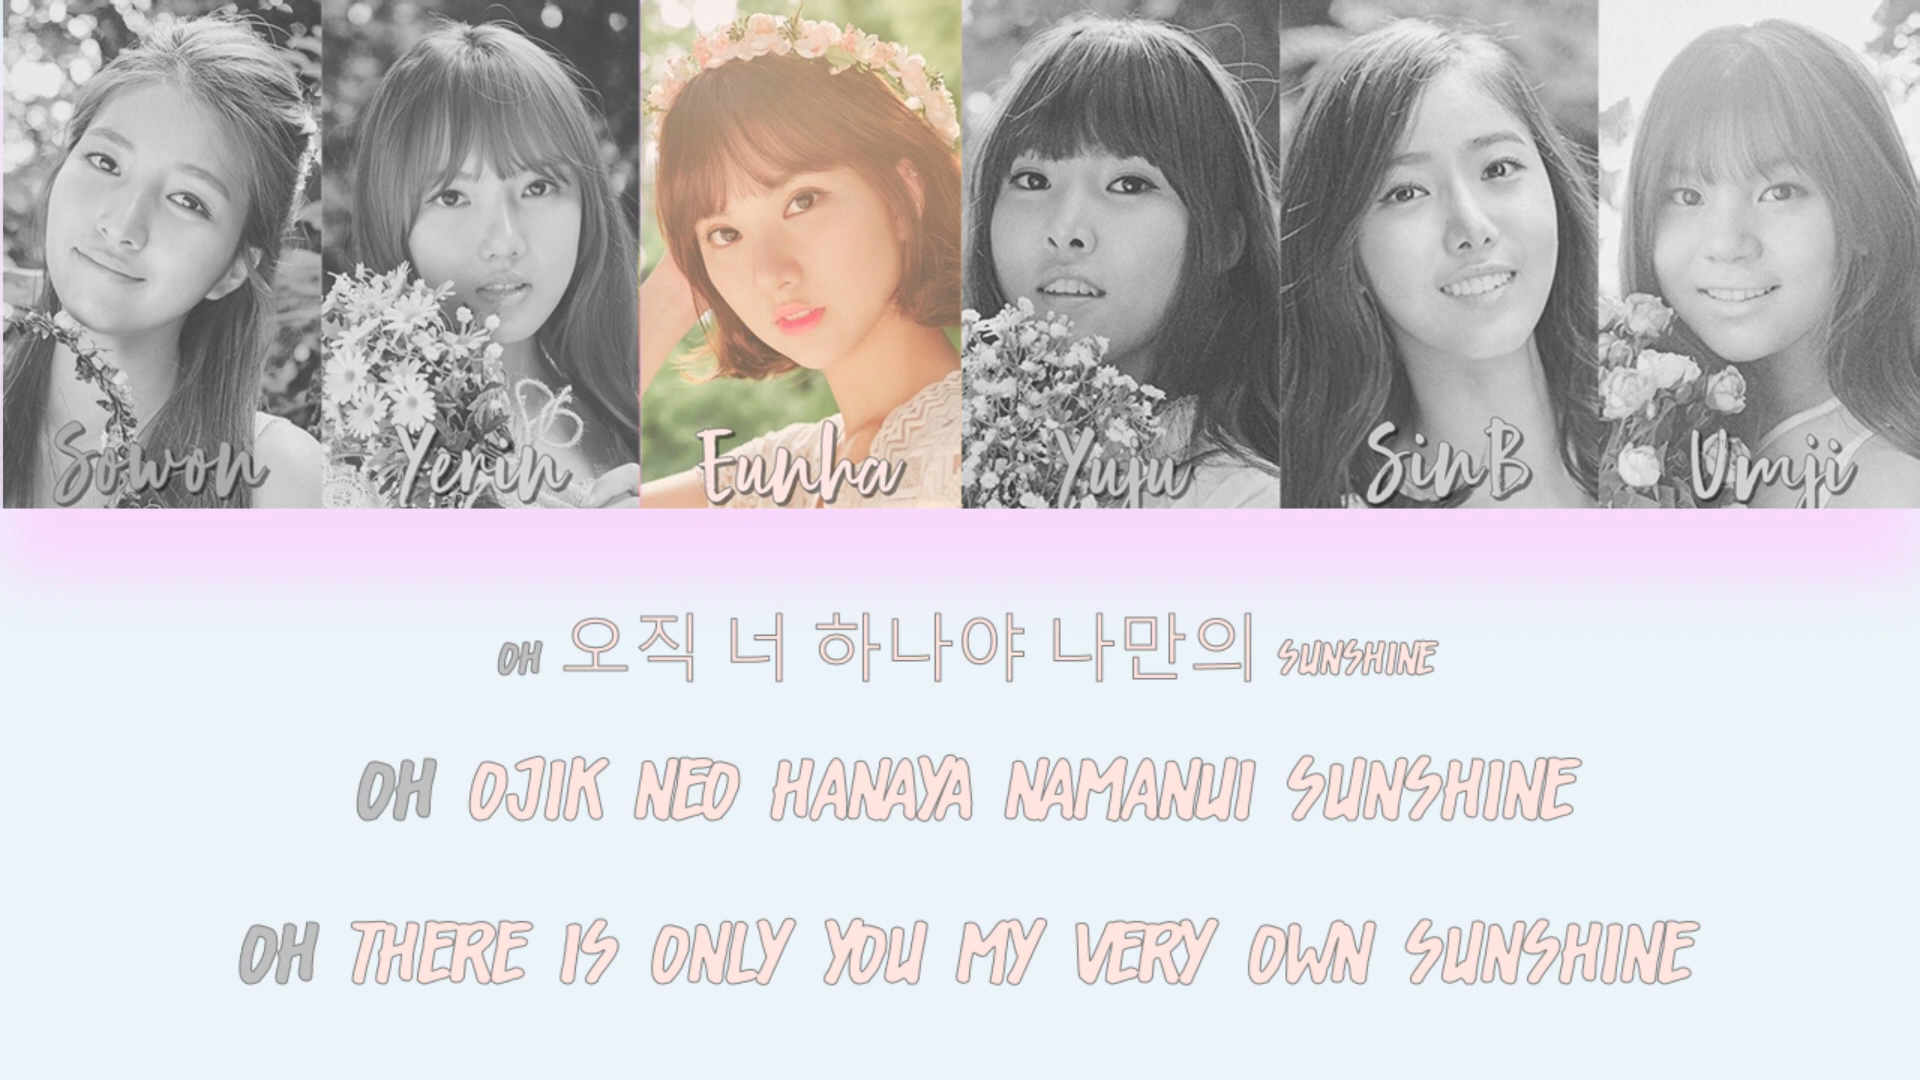 Sowon Yerin Eunha Yuju SinB Umji
OH 오직 너 하나야 나만의 SUNSHINE
OH OJIK NEO HANAYA NAMANUI SUNSHINE
OH THERE IS ONLY YOU MY VERY OWN SUNSHINE